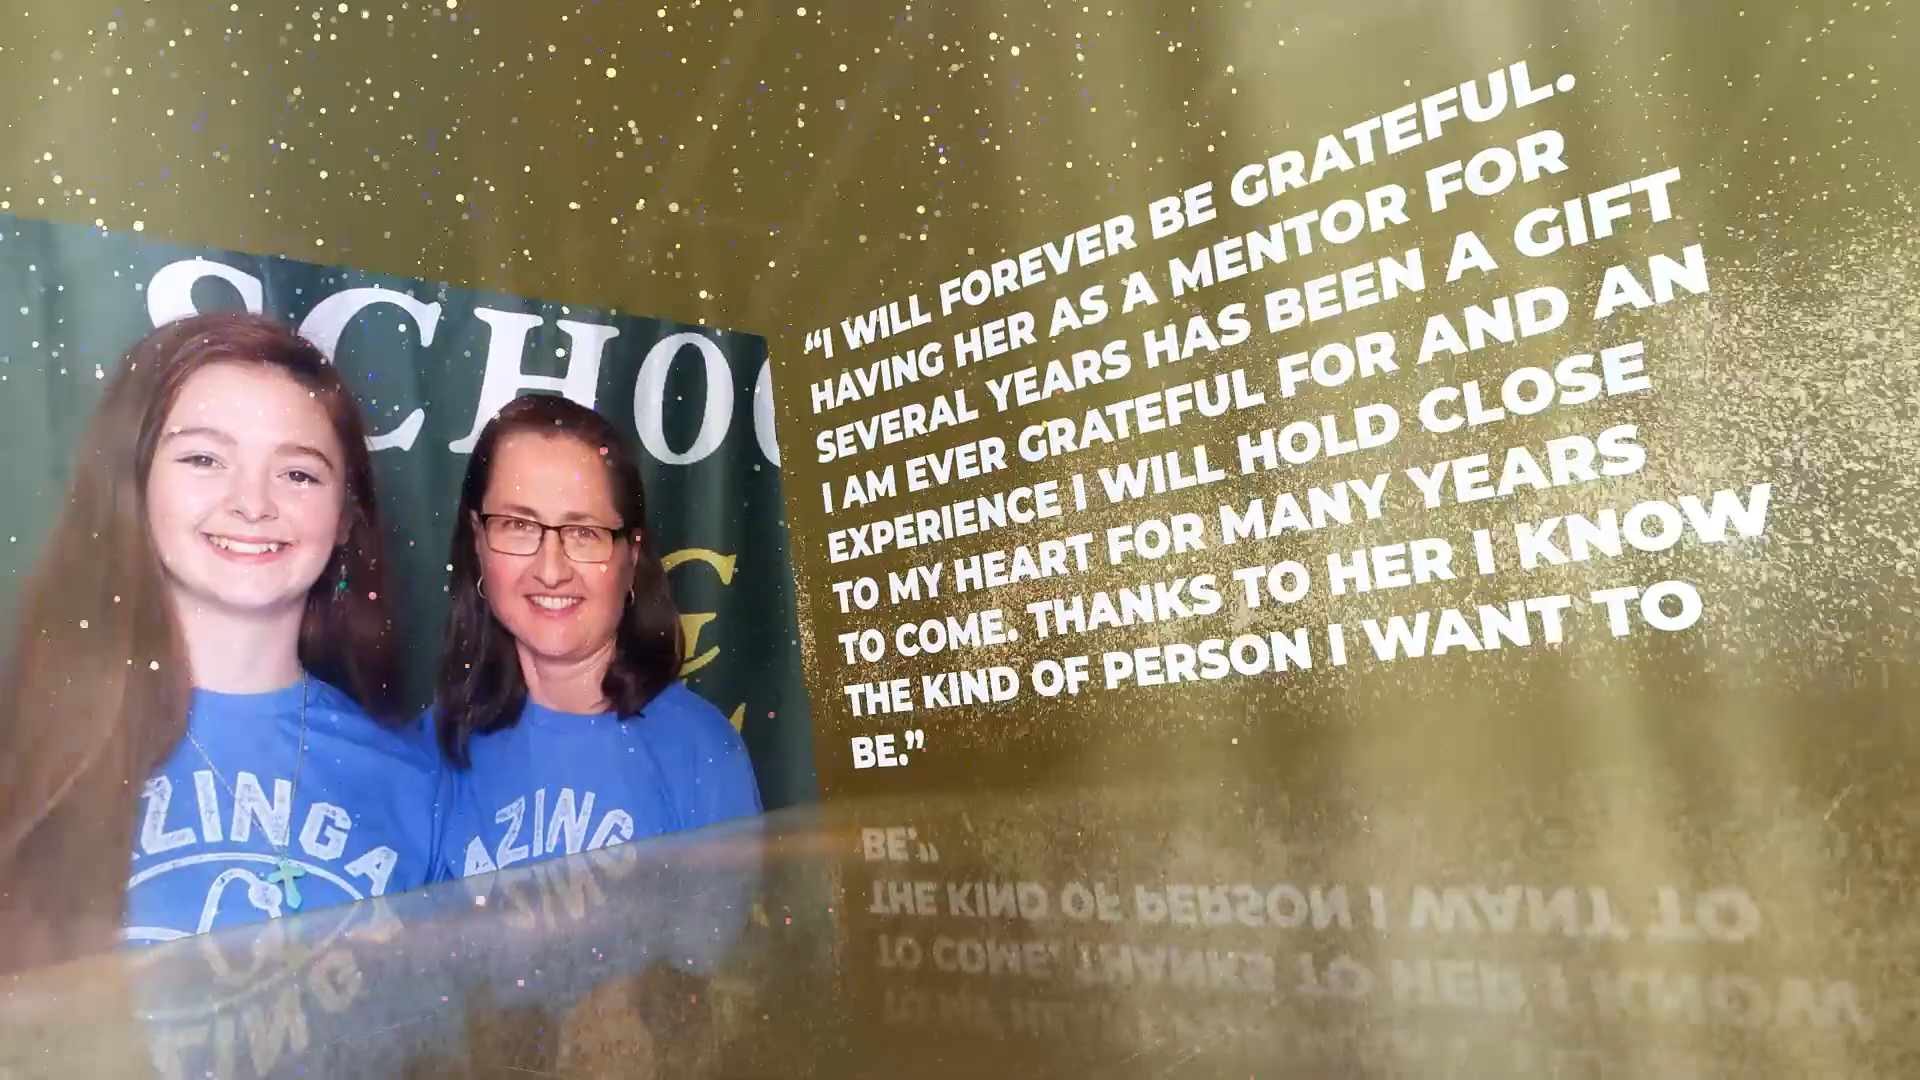 SCHO
G
"I WILL FOREVER BE GRATEFUL.
HAVING HER AS A MENTOR FOR
SEVERAL YEARS HAS BEEN A GIFT
I AM EVER GRATEFUL FOR AND AN
EXPERIENCE I WILL HOLD CLOSE
TO MY HEART FOR MANY YEARS
TO COME. THANKS TO HER I KNOW
THE KIND OF PERSON I WANT TO
BE.”
ZINGA
AZING